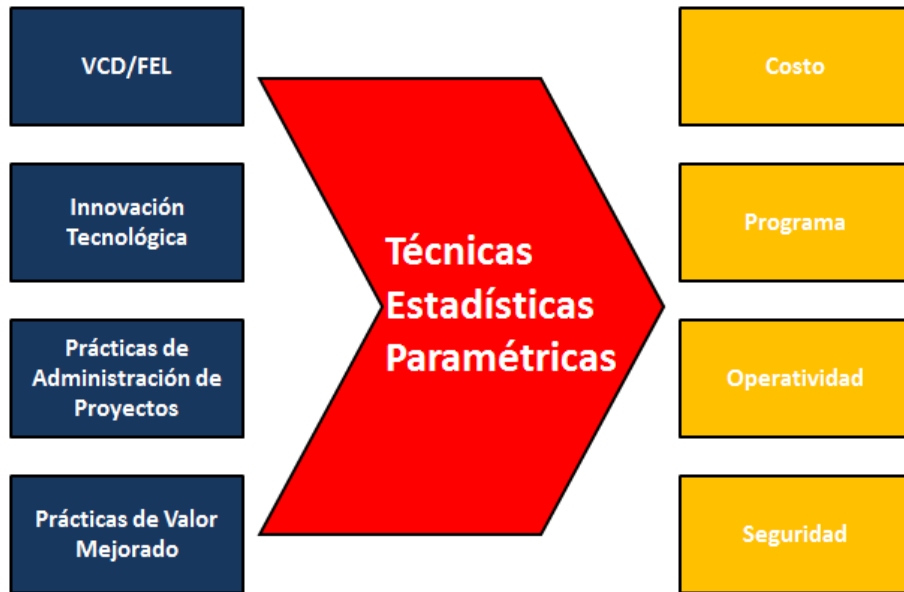 VCD/FEL
Innovación
Tecnológica
Prácticas de
Administración de
Proyectos
Prácticas de Valor
Mejorado
Técnicas
Estadísticas
Paramétricas
Costo
Programa
Operatividad
Seguridad